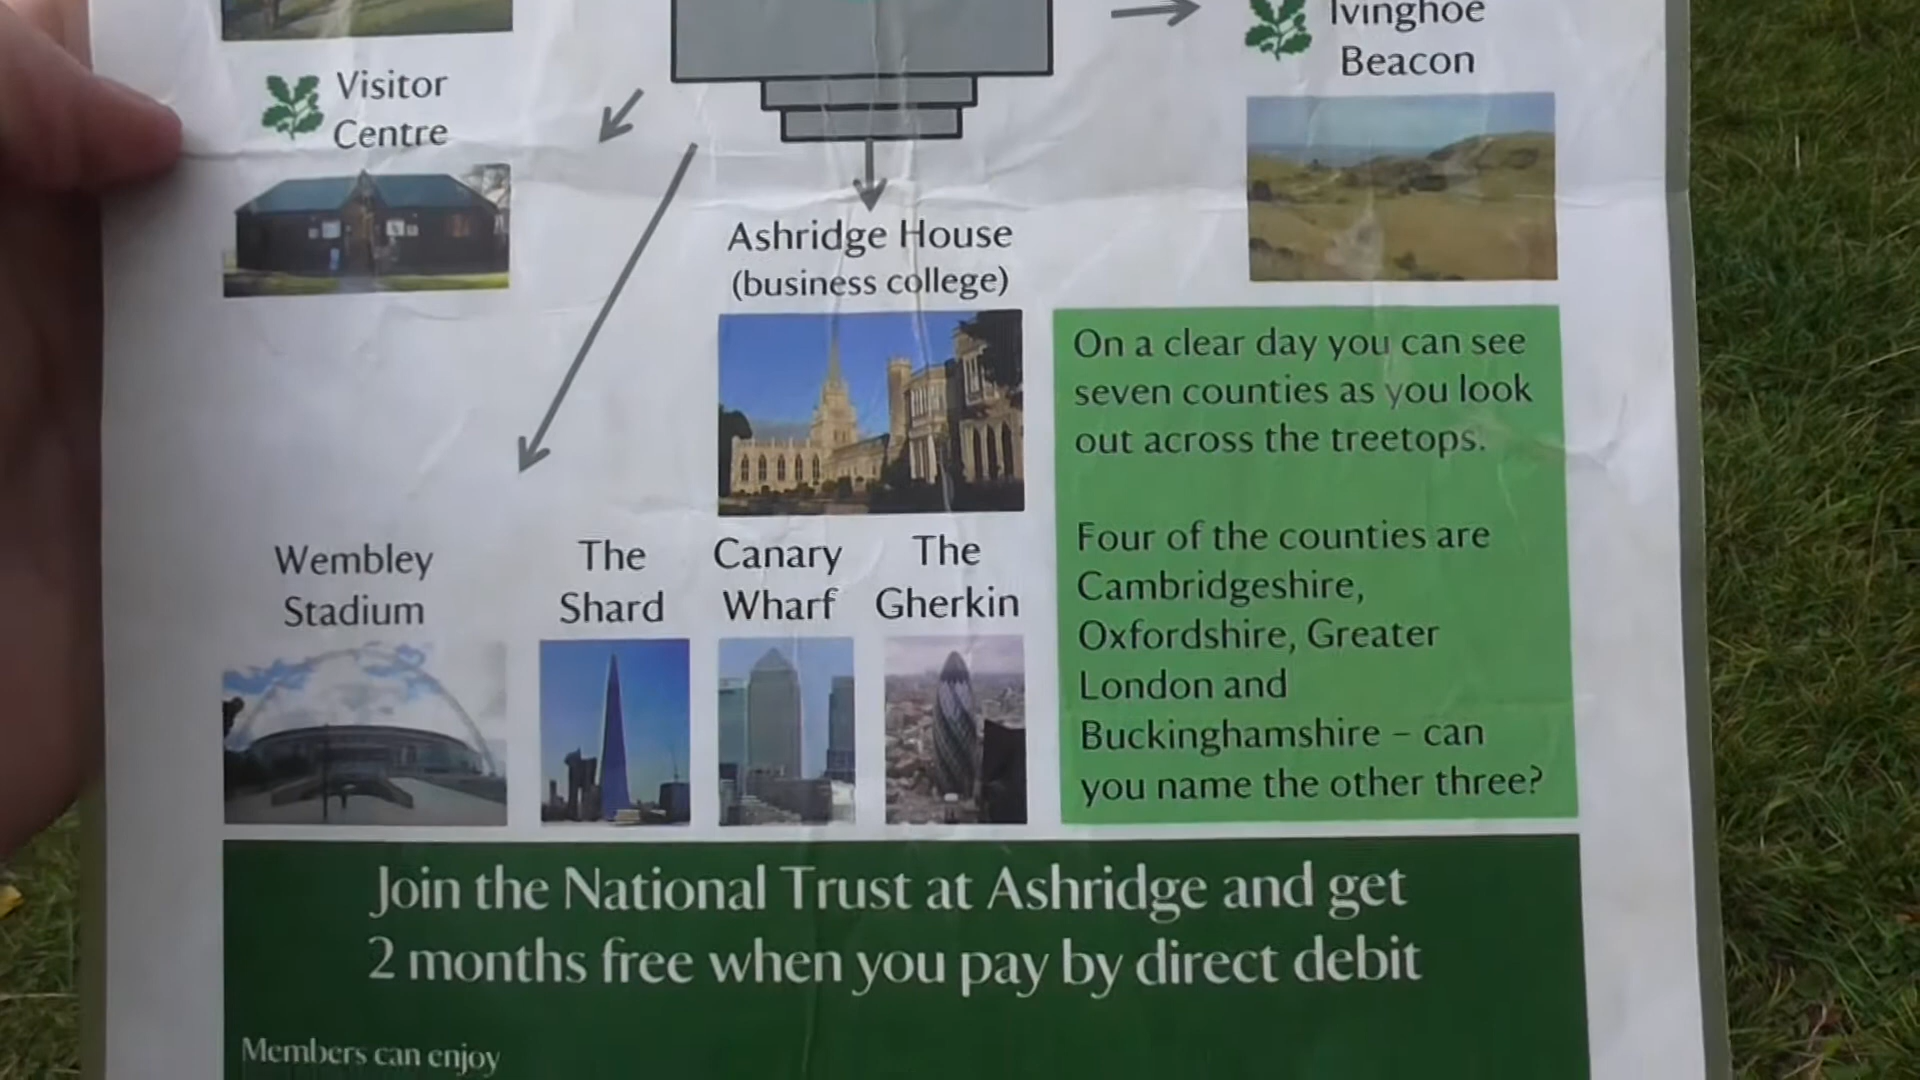 Visitor
Centre
Ivinghoe
Beacon
Ashridge House
(business college)
Wembley
Stadium
The
Shard
Canary
Wharf
The
Gherkin
On a clear day you can see
seven counties as you look
out across the treetops.
Four of the counties are
Cambridgeshire,
Oxfordshire, Greater
London and
Buckinghamshire – can
you name the other three?
Join the National Trust at Ashridge and get
2 months free when you pay by direct debit
Members can enjoy